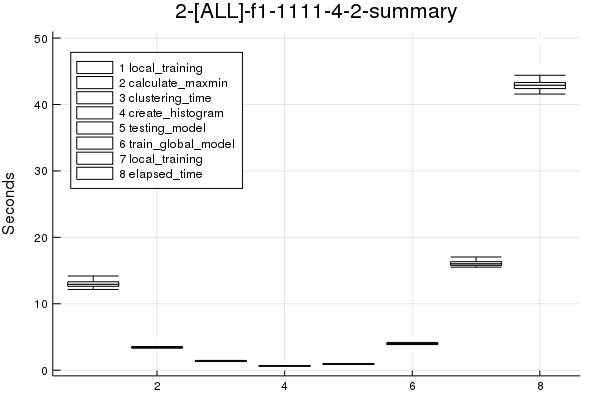 2-[ALL]-f1-1111-4-2-summary
50
40
30
20
10
0
Seconds
1 local_training
2 calculate_maxmin
3 clustering_time
4 create_histogram
5 testing_model
6 train_global_model
7 local_training
8 elapsed_time
2
4
6
8